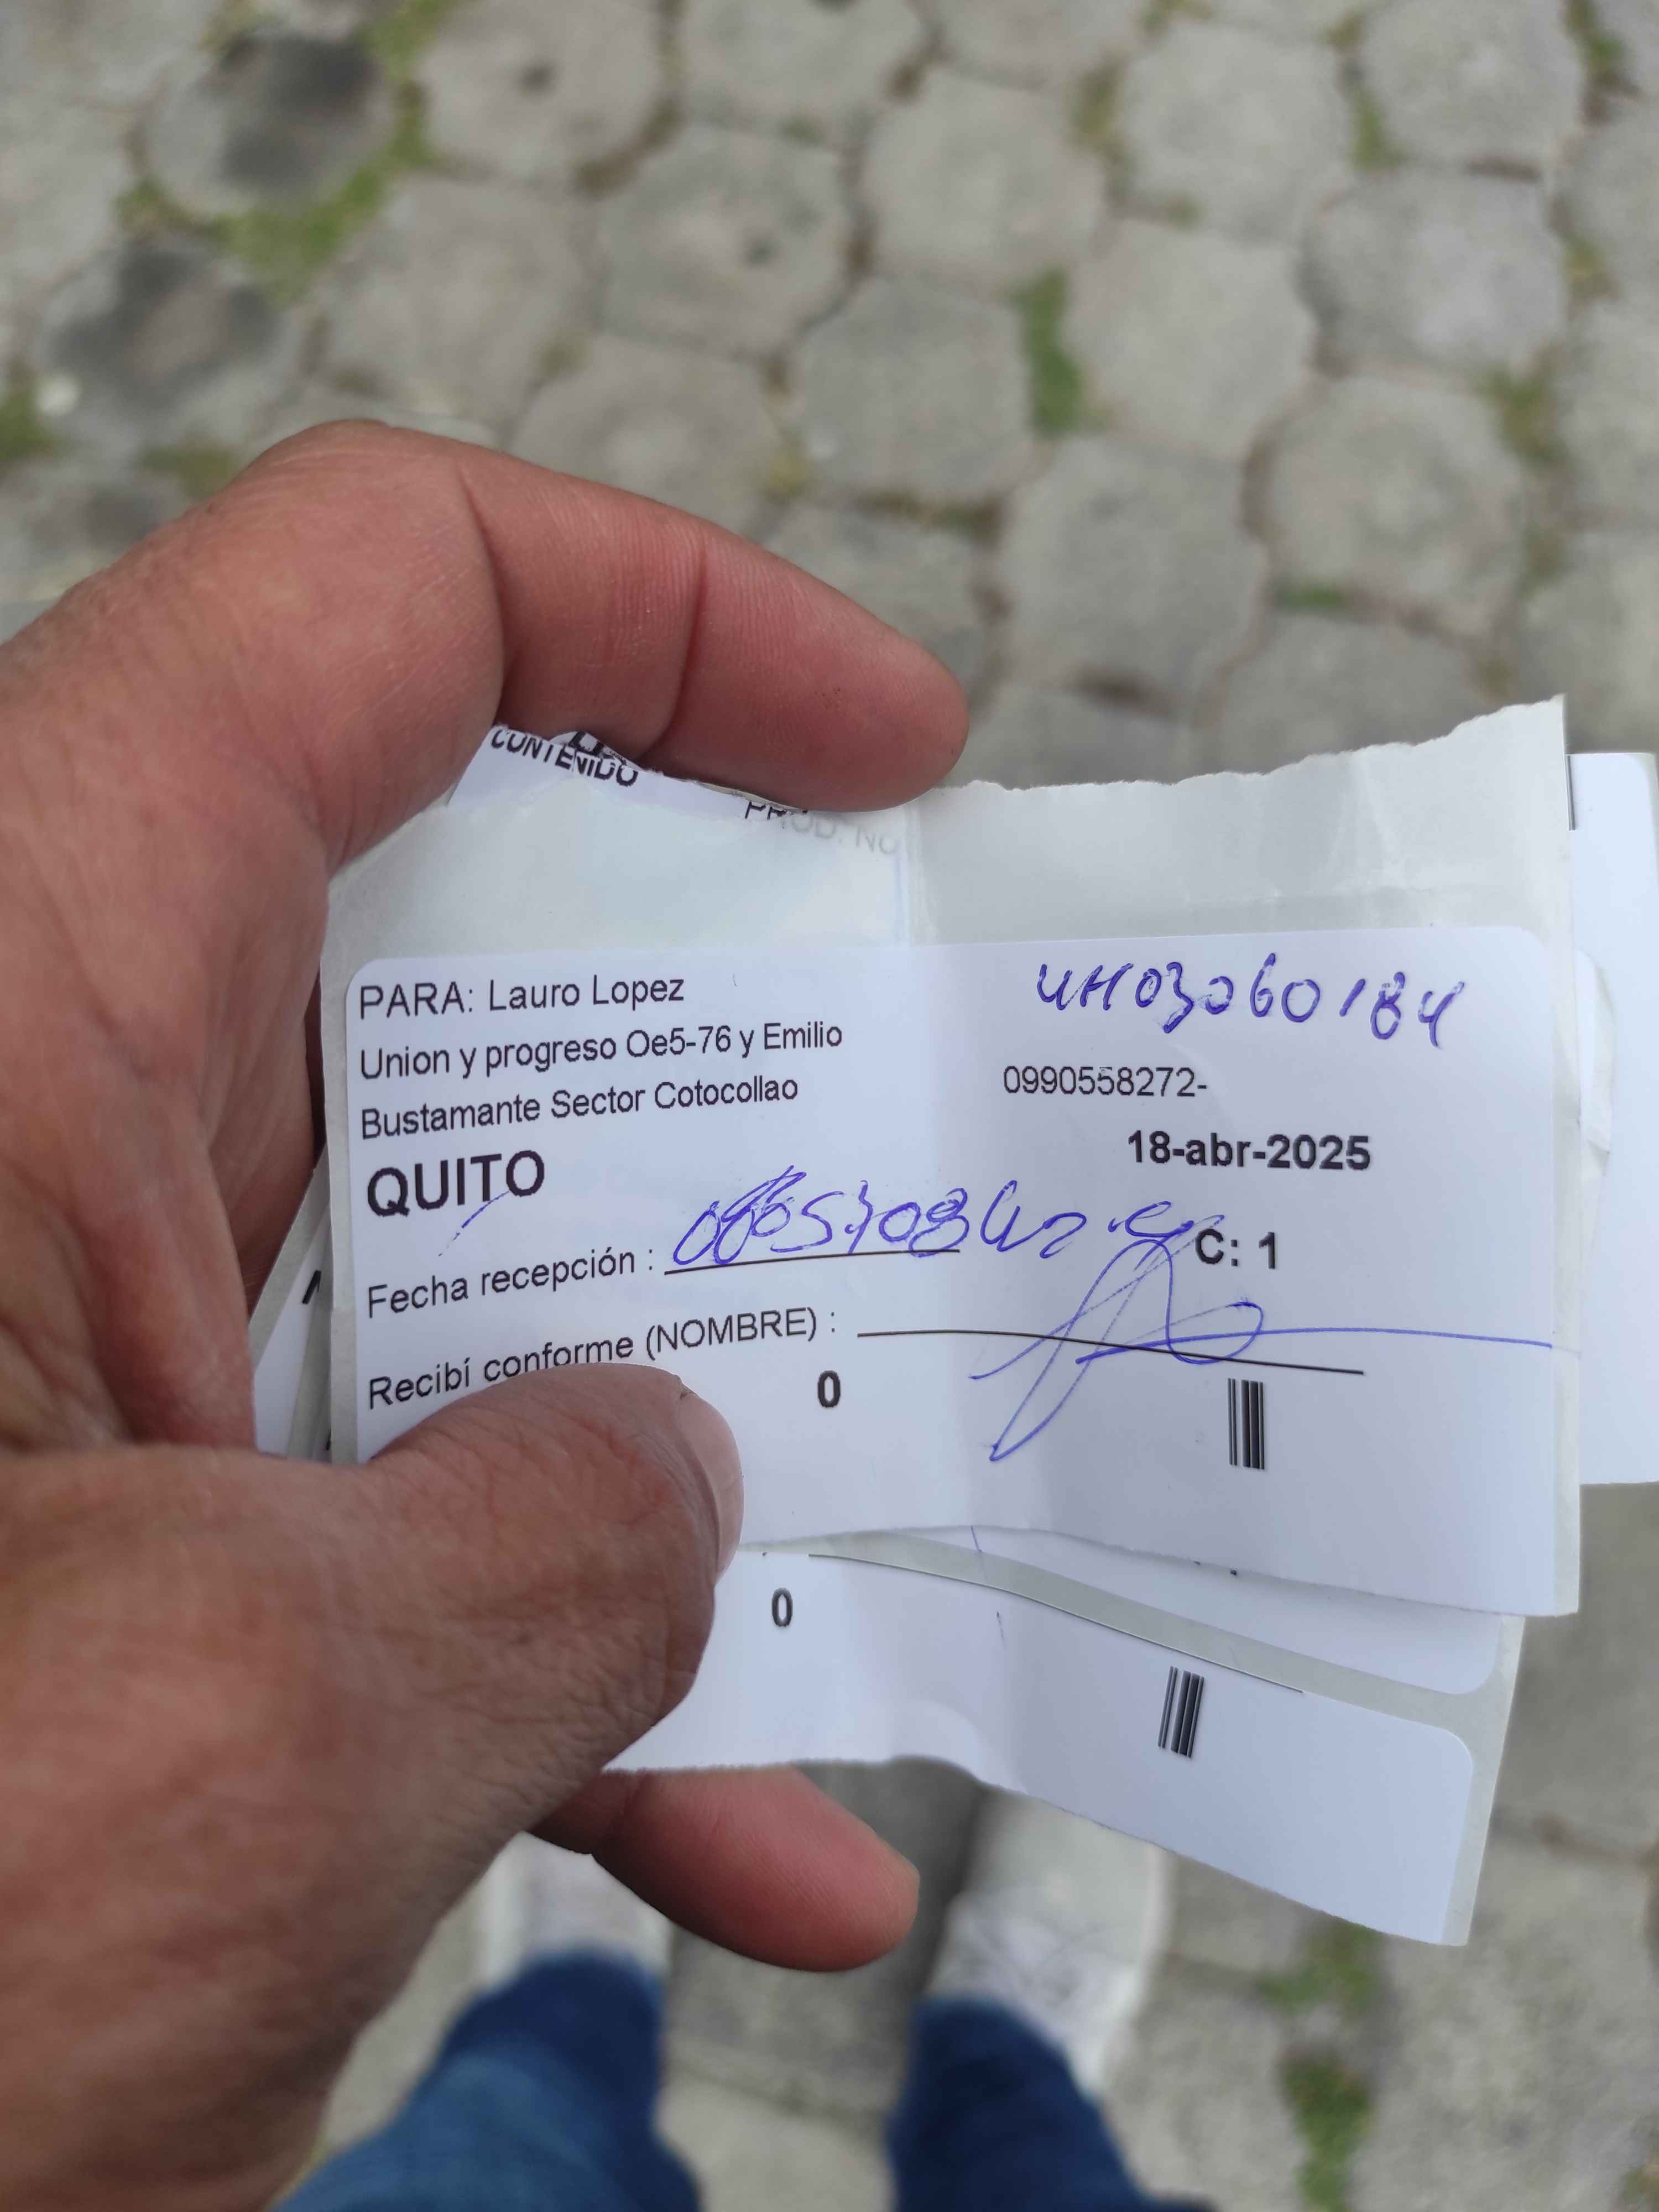 CONTENIDO
PROD. NO
PARA: Lauro Lopez
Union y progreso Oe5-76 y Emilio
Bustamante Sector Cotocollao
QUITO
0990558272-
18-abr-2025
Fecha recepción :
C: 1
Recibí conforme (NOMBRE) :
0
0